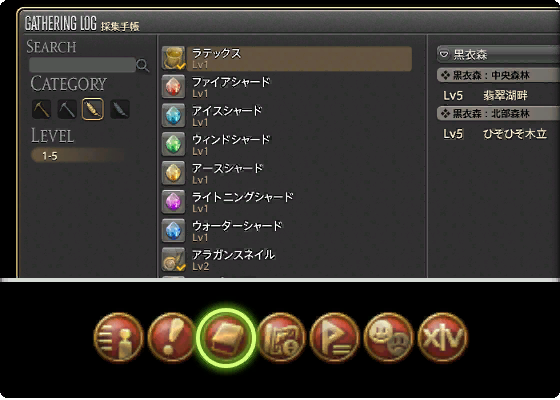 GATHERING LOG 採集手帳
SEARCH
CATEGORY
LEVEL
1-5
ラテックス
Lv1
ファイアシャード
Lv1
アイスシャード
Lv1
ウィンドシャード
Lv1
アースシャード
Lv1
ライトニングシャード
Lv1
ウォーターシャード
Lv1
アラガンスネイル
Lv2
黒衣森
黒衣森：中央森林
Lv5 翡翠湖畔
黒衣森：北部森林
Lv5 ひそひそ木立
XIV